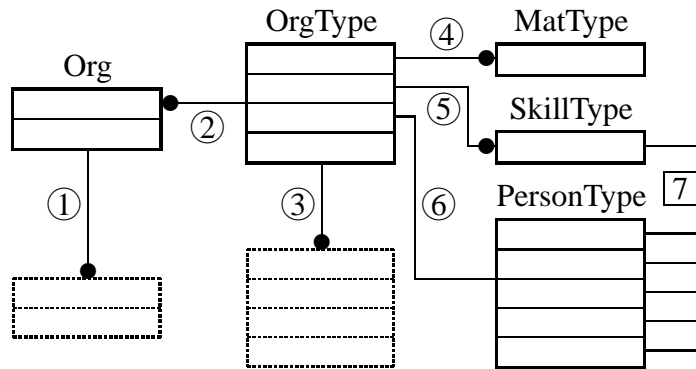 OrgType
④
MatType
Org
②
⑤
SkillType
①
③
⑥
PersonType
7